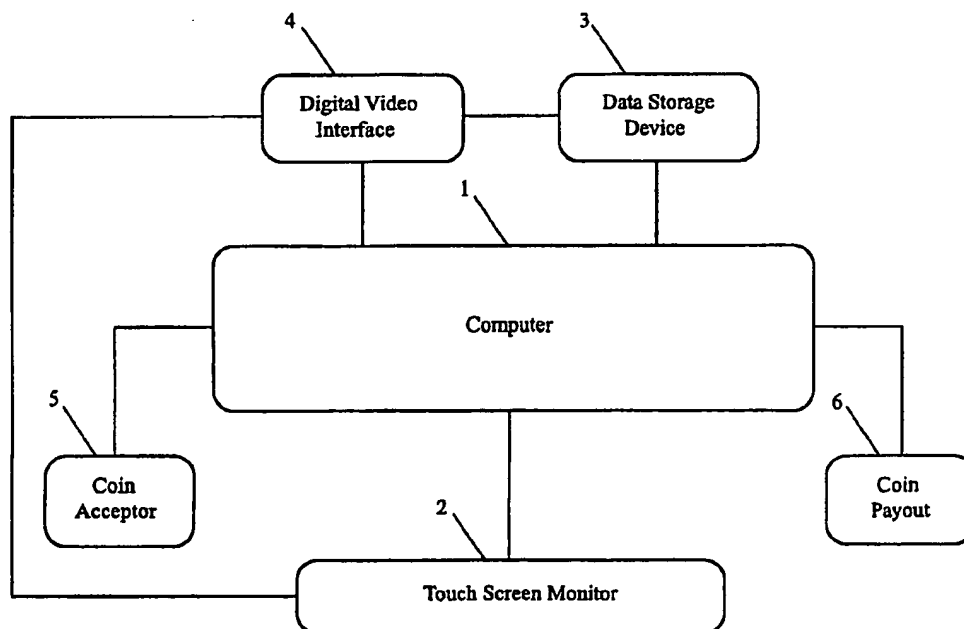 4
3
Digital Video
Interface
Data Storage
Device
1
Computer
5
6
Coin
Acceptor
Coin
Payout
2
Touch Screen Monitor